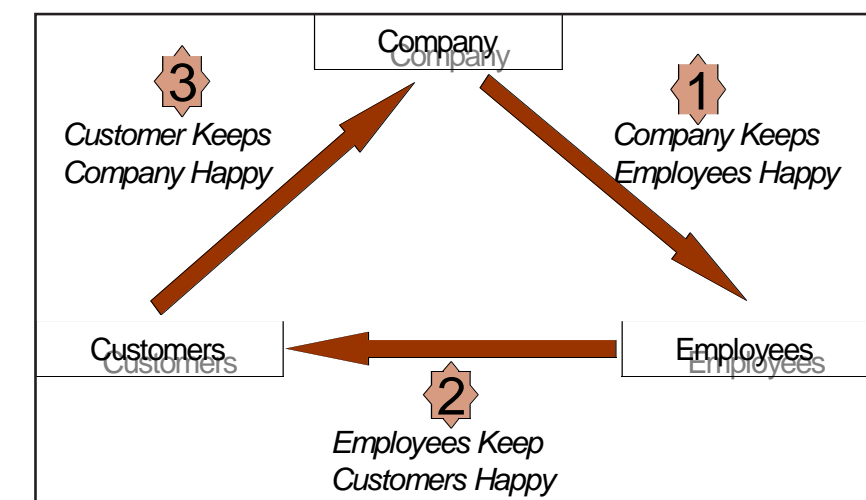 Company
3
Customer Keeps
Company Happy
1
Company Keeps
Employees Happy
Customers
Employees
2
Employees Keep
Customers Happy